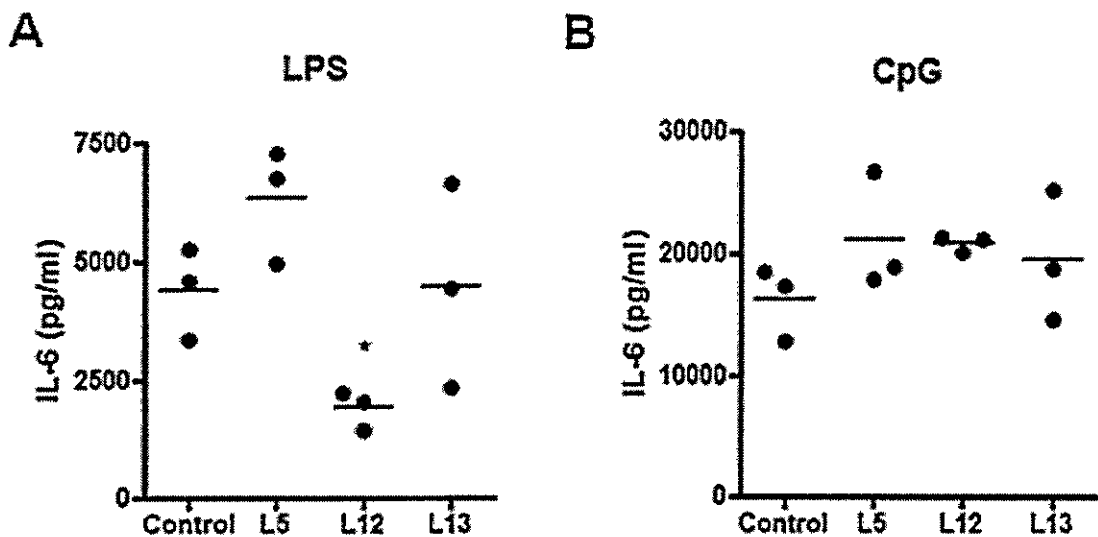 A
LPS
IL-6 (pg/ml)
7500
5000
2500
0
Control L5 L12 L13
*
B
CpG
IL-6 (pg/ml)
30000
20000
10000
0
Control L5 L12 L13